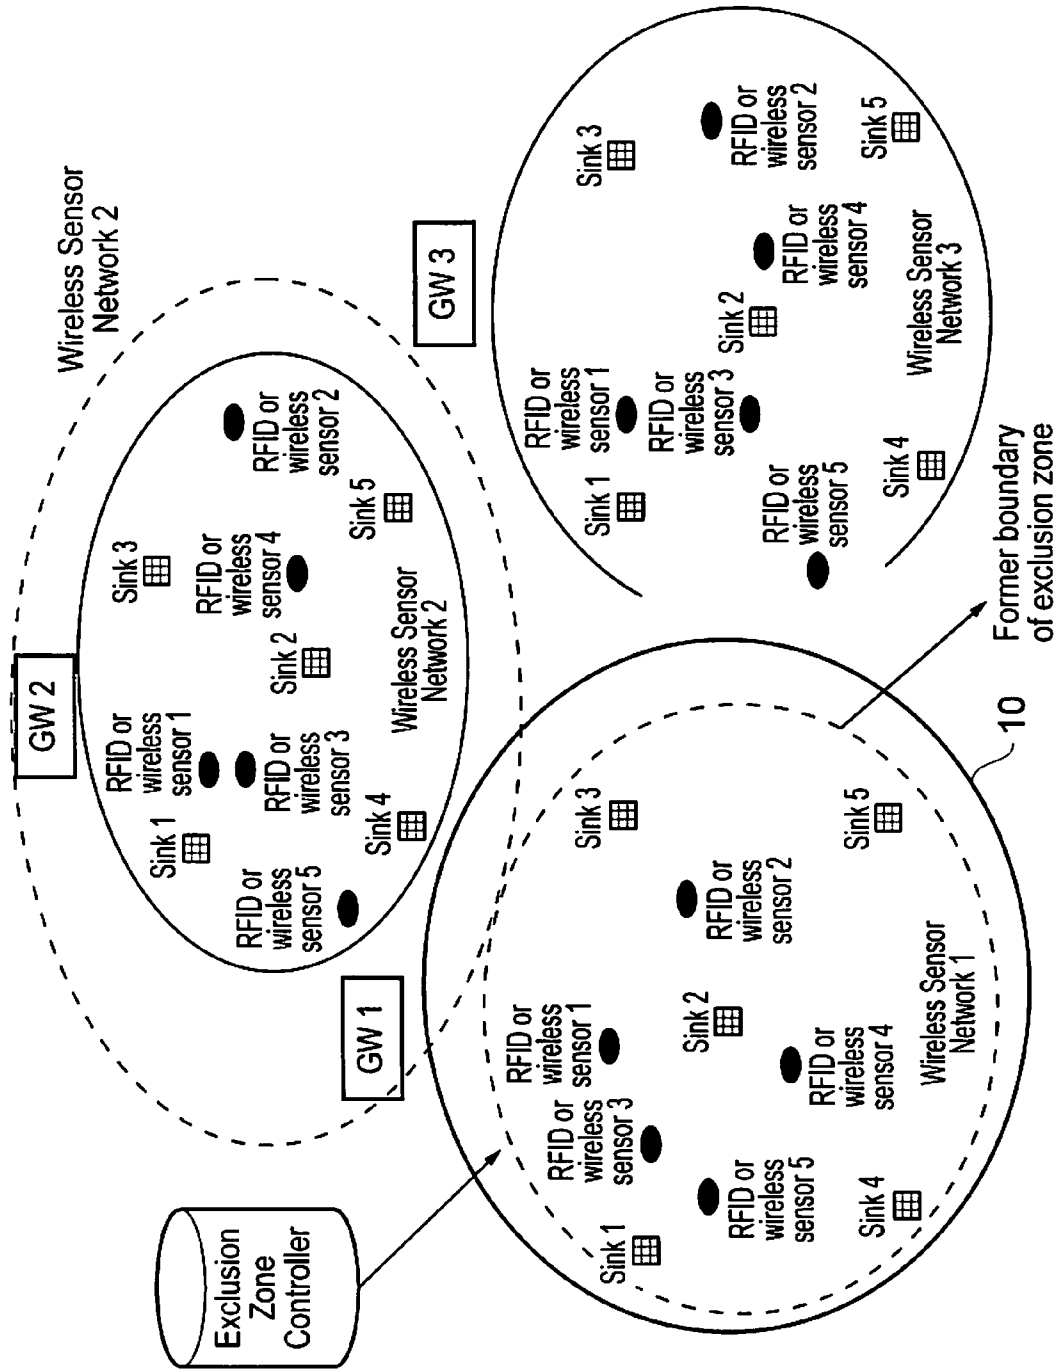 Exclusion
Zone
Controller
Wireless Sensor
Network 2
GW 2
Sink 1
RFID or
wireless
sensor 1
Sink 3
RFID or
wireless
sensor 5
RFID or
wireless
sensor 3
Sink 2
RFID or
wireless
sensor 4
RFID or
wireless
sensor 2
Sink 4
Wireless Sensor
Network 2
Sink 5
GW 1
GW 3
Sink 1
RFID or
wireless
sensor 3
RFID or
wireless
sensor 1
Sink 3
RFID or
wireless
sensor 5
Sink 2
RFID or
wireless
sensor 2
RFID or
wireless
sensor 4
Sink 4
Wireless Sensor
Network 1
Sink 5
10
Former boundary
of exclusion zone
Sink 1
RFID or
wireless
sensor 1
Sink 3
RFID or
wireless
sensor 3
RFID or
wireless
sensor 5
Sink 2
RFID or
wireless
sensor 4
RFID or
wireless
sensor 2
Sink 4
Wireless Sensor
Network 3
Sink 5